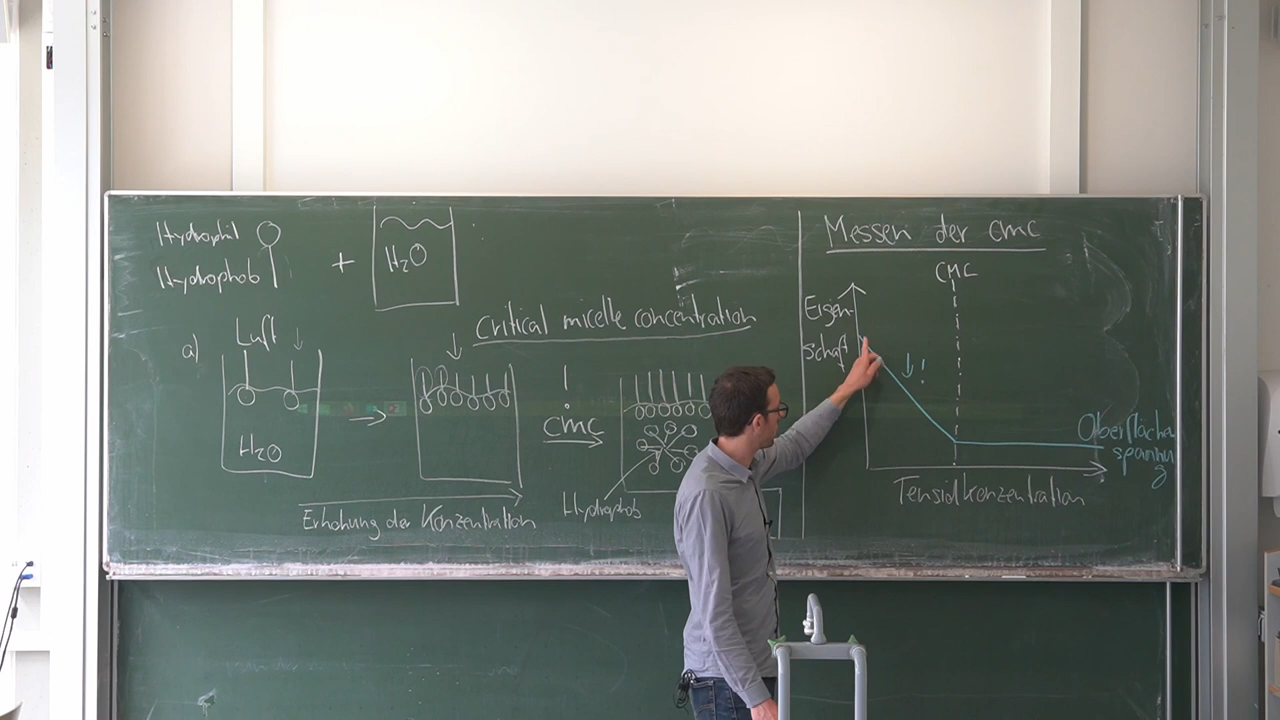 Hydrophil
Hydrophob
+
H₂O
Critical micelle concentration
a)
Luft
H₂O
!
cmc
Hydrophob
Erhöhung der Konzentration
Messen der cmc
CMC
Eigen-
schaft
↓!
Oberflächen
spannun
g
Tensidkonzentration